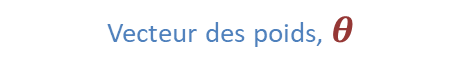 Vecteur des poids, θ